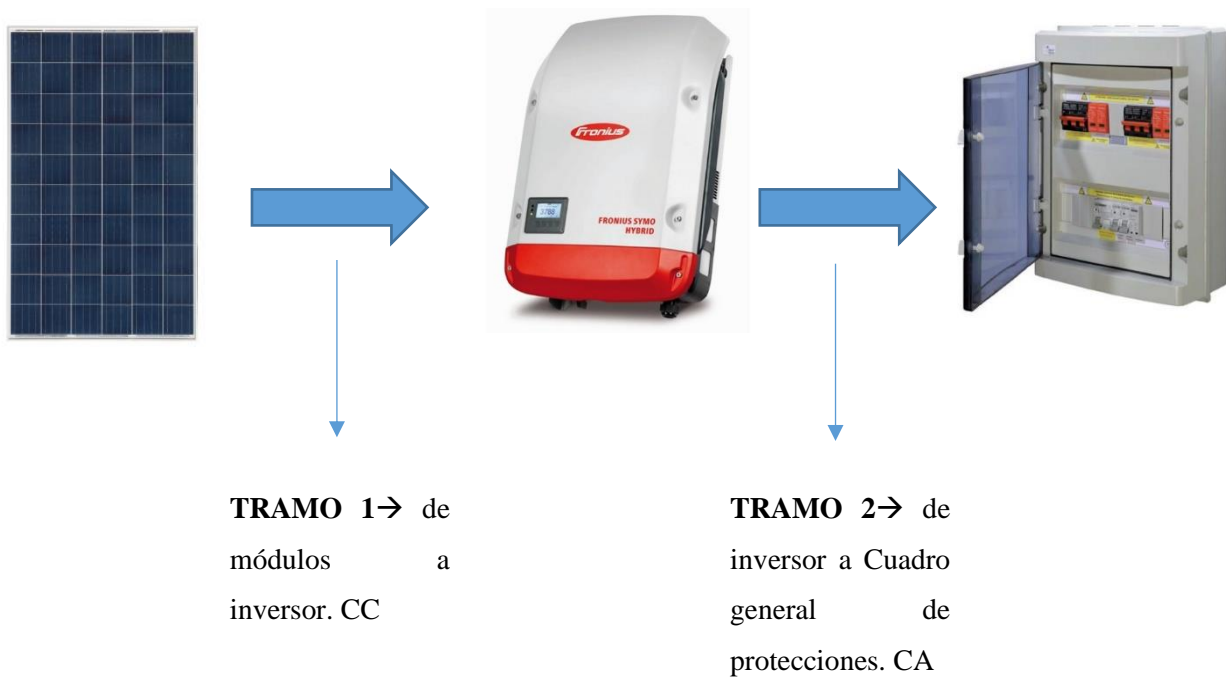 Fronius
FRONIUS SYMO
HYBRID
TRAMO 1→ de
módulos a
inversor. CC
TRAMO 2→ de
inversor a Cuadro
general de
protecciones. CA